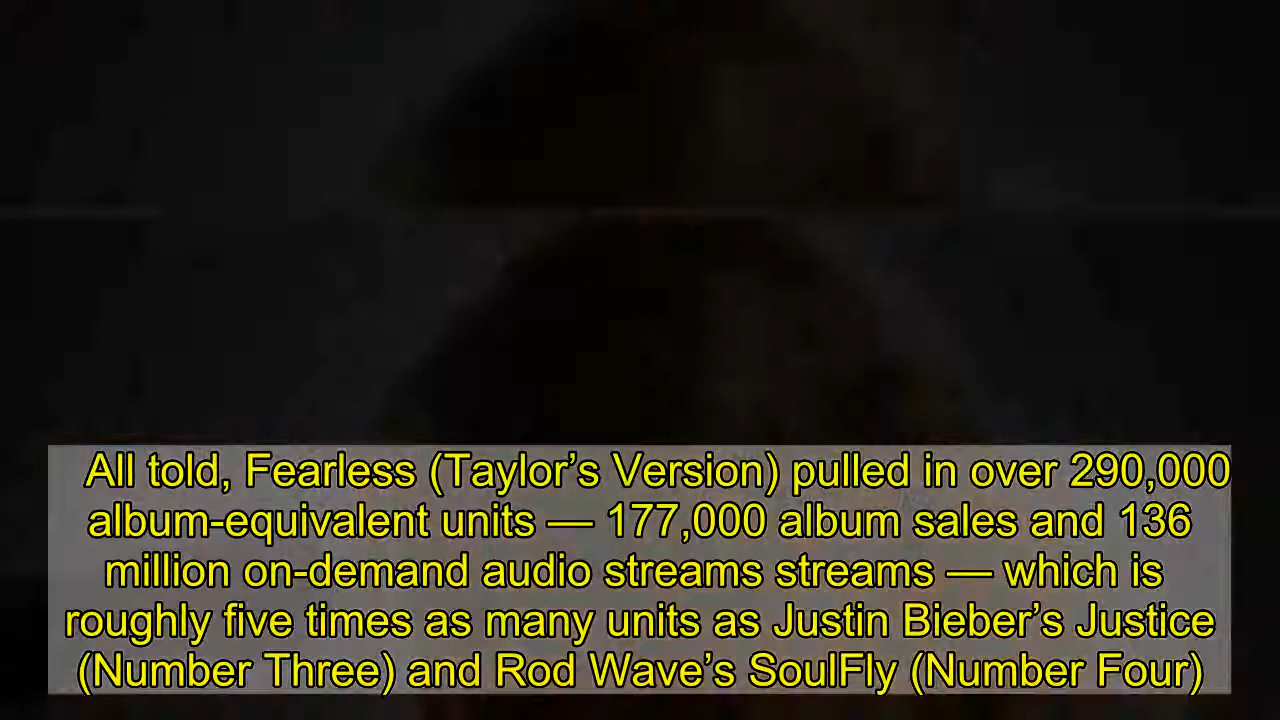 All told, Fearless (Taylor’s Version) pulled in over 290,000
album-equivalent units — 177,000 album sales and 136
million on-demand audio streams streams — which is
roughly five times as many units as Justin Bieber’s Justice
(Number Three) and Rod Wave’s SoulFly (Number Four)